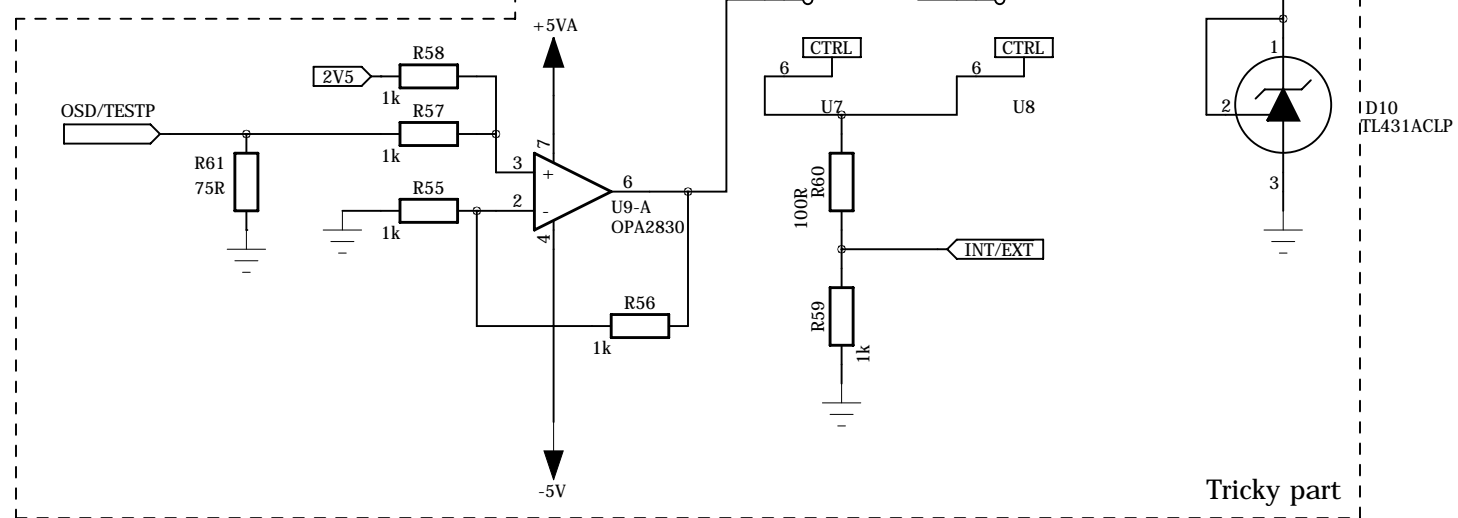 +5VA
CTRL
CTRL
R58
1
2V5
6
6
1k
U7
U8
OSD/TESTP
R57
2
D10
TL431ACLP
7
1k
R61
75R
3
+
R60
100R
3
R55
2
-
6
U9-A
OPA2830
4
1k
INT/EXT
R56
R59
1k
1k
-5V
Tricky part